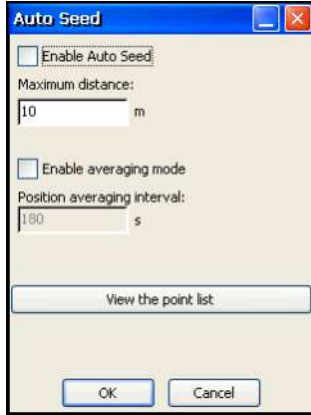 Auto Seed
Enable Auto Seed
Maximum distance:
10 m
Enable averaging mode
Position averaging interval:
180 s
View the point list
OK Cancel